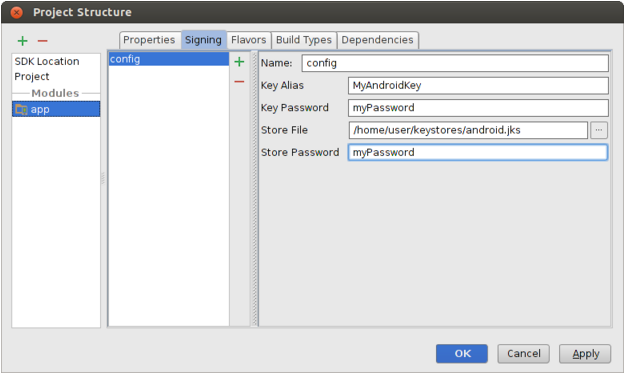 Project Structure
Properties Signing Flavors Build Types Dependencies
SDK Location
Project
Modules
app
config
Name: config
Key Alias MyAndroidKey
Key Password myPassword
Store File /home/user/keystores/android.jks ...
Store Password myPassword
OK Cancel Apply